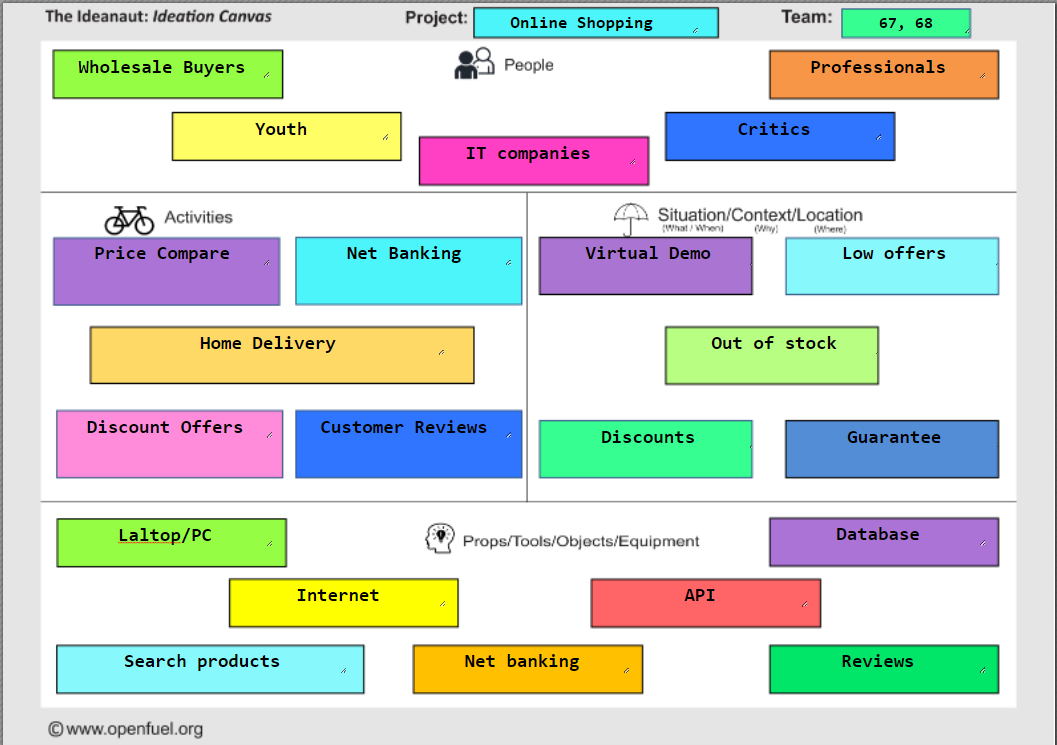 The Ideanaut: Ideation Canvas
Project: Online Shopping
Team: 67, 68
Wholesale Buyers
People
Professionals
Youth
IT companies
Critics
Activities
Price Compare
Net Banking
Home Delivery
Discount Offers
Customer Reviews
Situation/Context/Location
(What / When) (Why) (Where)
Virtual Demo
Low offers
Out of stock
Discounts
Guarantee
Laltop/PC
Props/Tools/Objects/Equipment
Database
Internet
API
Search products
Net banking
Reviews
©www.openfuel.org